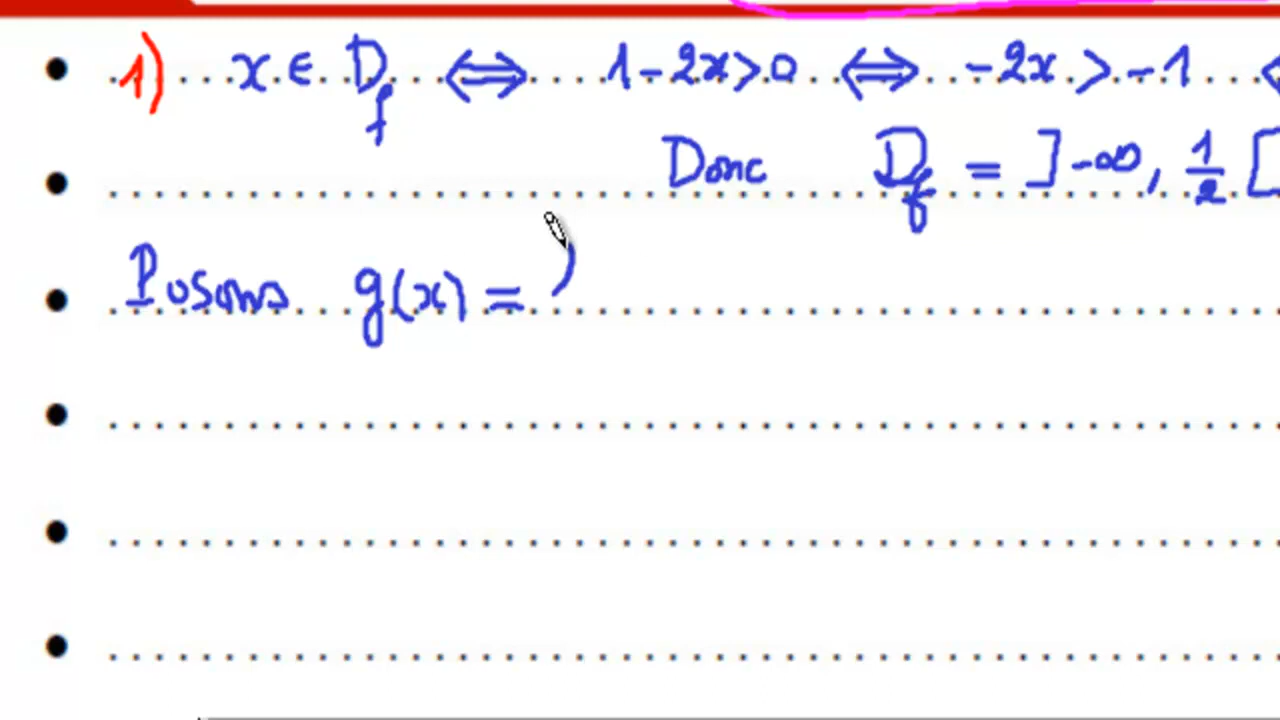 1) x ∈ D_f ⟺ 1 - 2x > 0 ⟺ -2x > -1
Donc D_f = ]-∞, 1/2[
Posons g(x) =